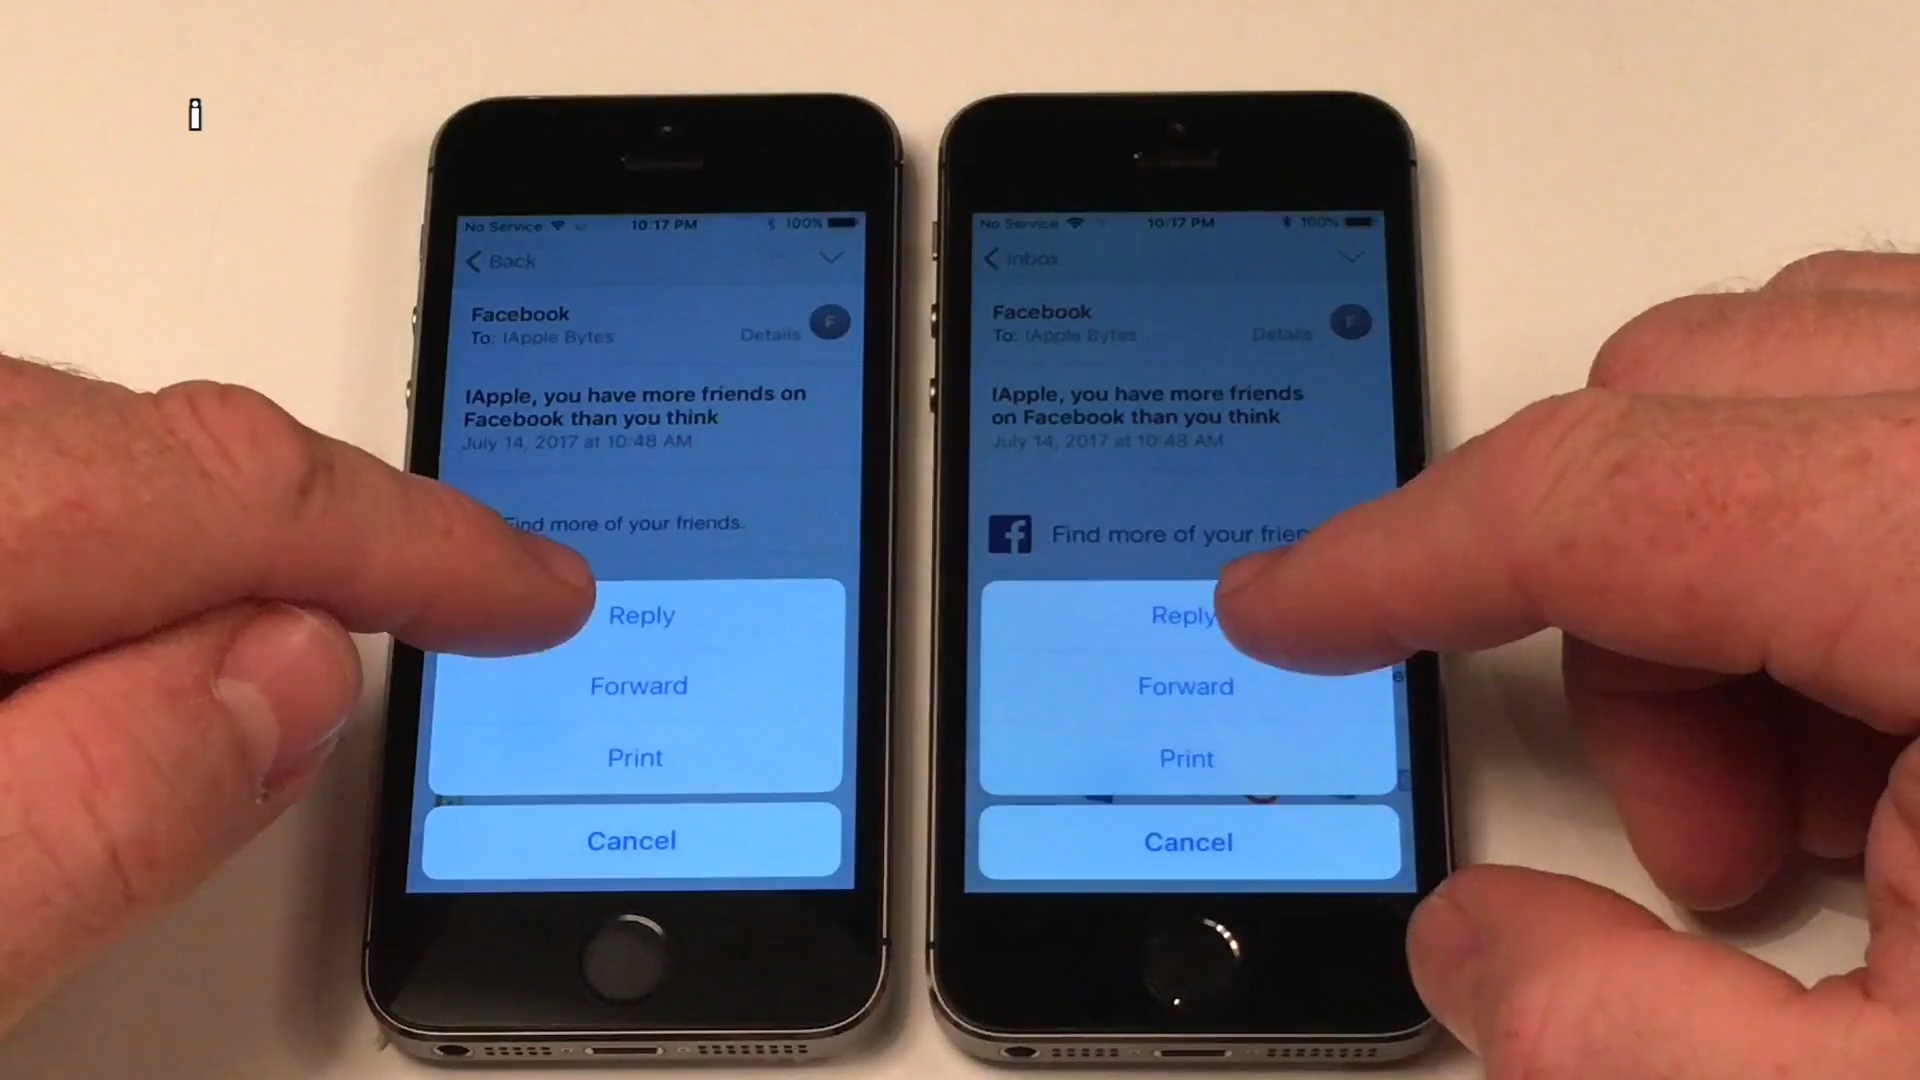 i
No Service 10:17 PM 100%
Back
Facebook
To: IApple Bytes Details F
IApple, you have more friends on
Facebook than you think
July 14, 2017 at 10:48 AM
Find more of your friends.
Reply
Forward
Print
Cancel
No Service 10:17 PM 100%
Inbox
Facebook
To: IApple Bytes Details F
IApple, you have more friends
on Facebook than you think
July 14, 2017 at 10:48 AM
f Find more of your
Reply
Forward
Print
Cancel